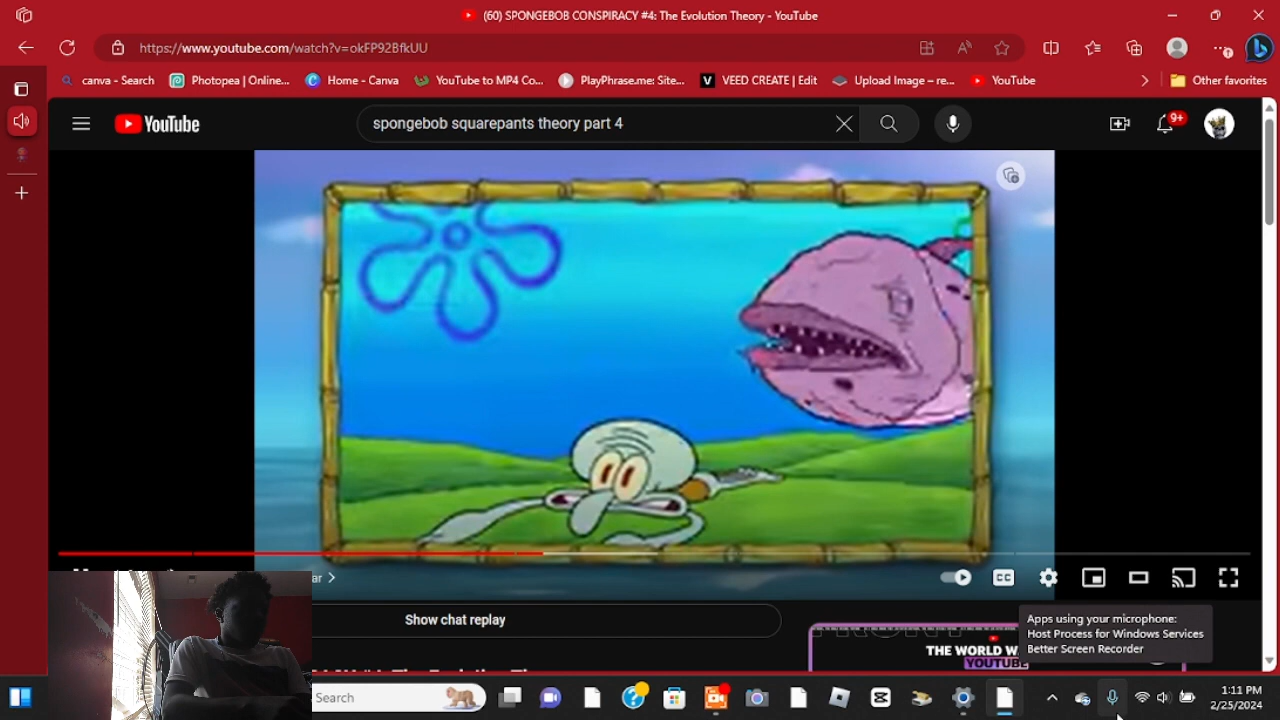 (60) SPONGEBOB CONSPIRACY #4: The Evolution Theory - YouTube
https://www.youtube.com/watch?v=okFP92BfkUU
canva - Search
Photopea | Online...
Home - Canva
YouTube to MP4 Co...
PlayPhrase.me: Site...
VEED CREATE | Edit
Upload Image – re...
YouTube
Other favorites
YouTube
spongebob squarepants theory part 4
9+
CC
Show chat replay
Apps using your microphone:
Host Process for Windows Services
Better Screen Recorder
THE WORLD W
YOUTUBE
Search
1:11 PM
2/25/2024